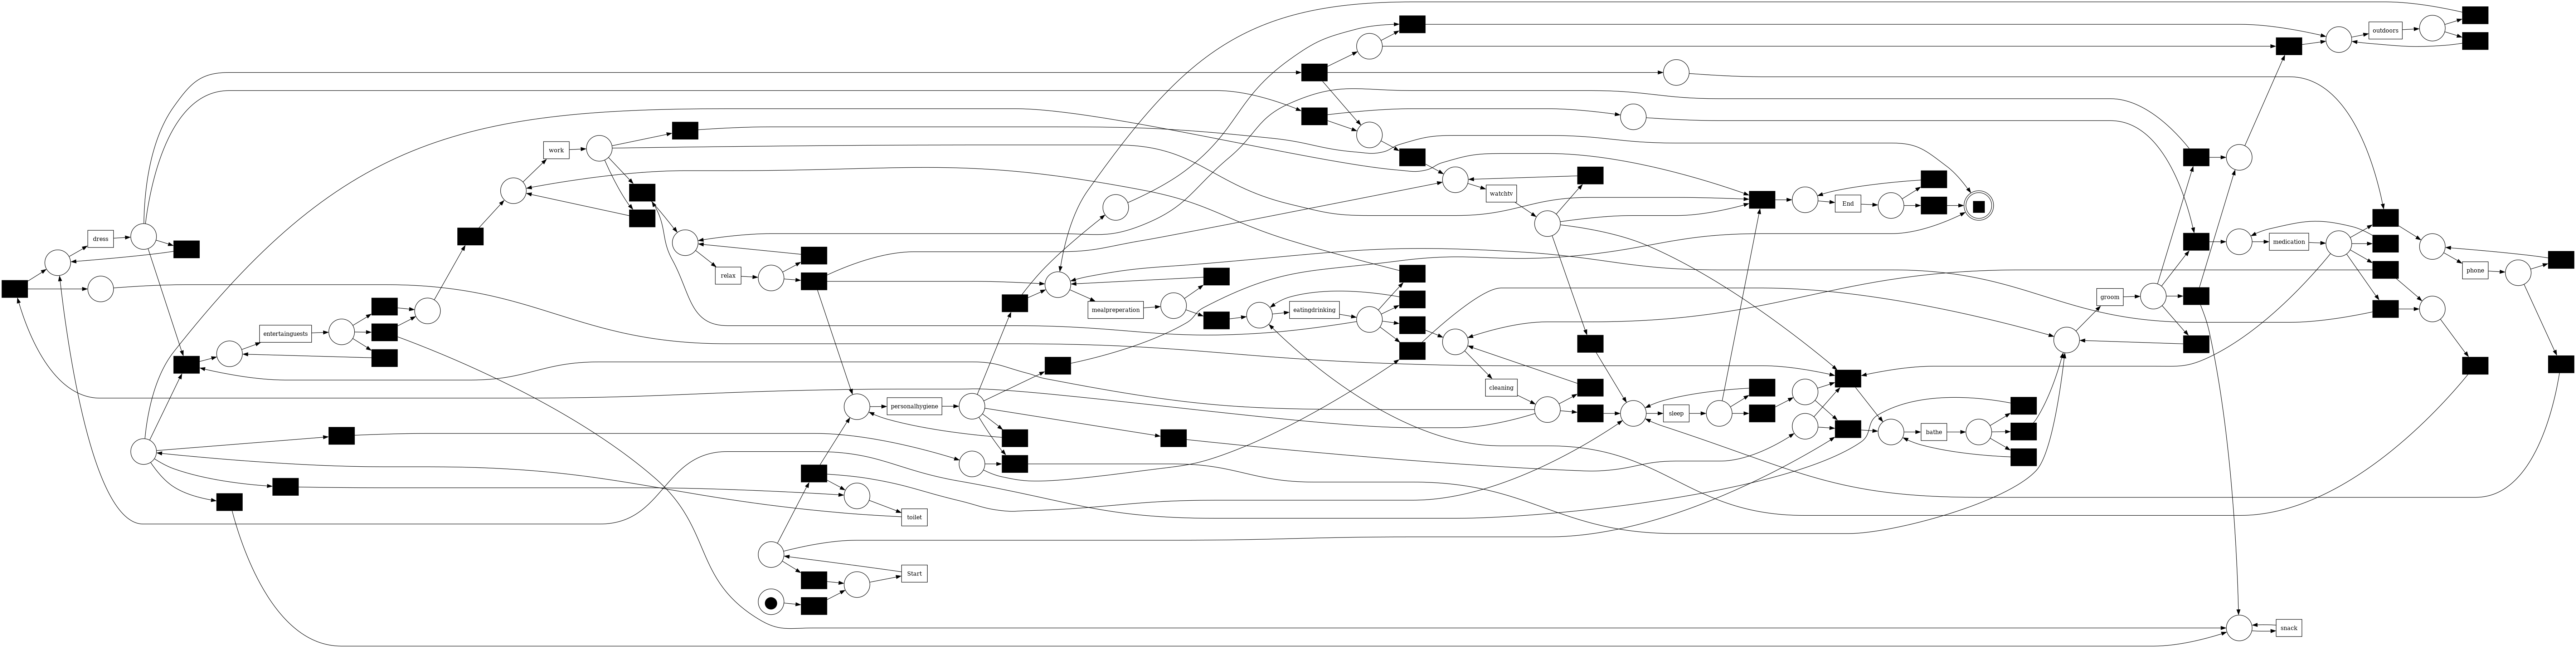 outdoors
work
watchtv
End
dress
medication
relax
phone
groom
mealpreperation
eatingdrinking
entertainguests
cleaning
personalhygiene
sleep
bathe
toilet
Start
snack